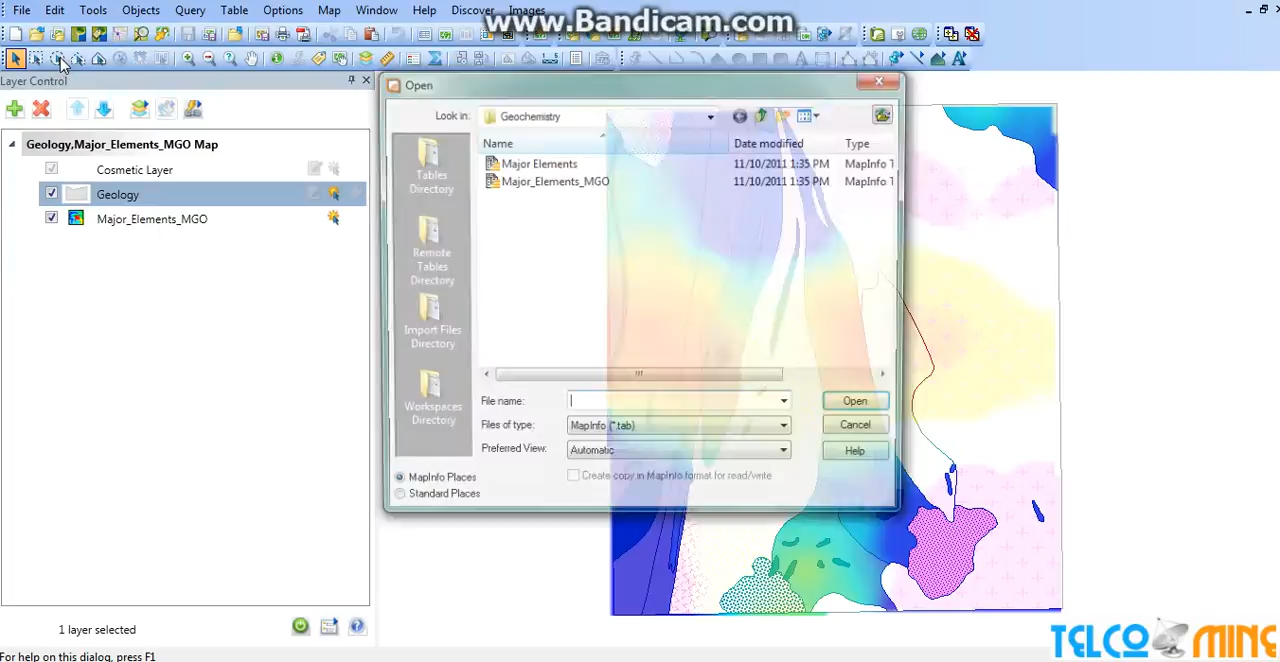 File Edit Tools Objects Query Table Options Map Window Help Discover Images
www.Bandicam.com
Layer Control
Geology,Major_Elements_MGO Map
Cosmetic Layer
Geology
Major_Elements_MGO
1 layer selected
For help on this dialog, press F1
Open
Look in: Geochemistry
Tables Directory
Remote Tables Directory
Import Files Directory
Workspaces Directory
Name Date modified Type
Major Elements 11/10/2011 1:35 PM MapInfo T
Major_Elements_MGO 11/10/2011 1:35 PM MapInfo T
File name: Open
Files of type: MapInfo (*.tab) Cancel
Preferred View: Automatic Help
Create copy in MapInfo format for read/write
MapInfo Places
Standard Places
TELCO MINE